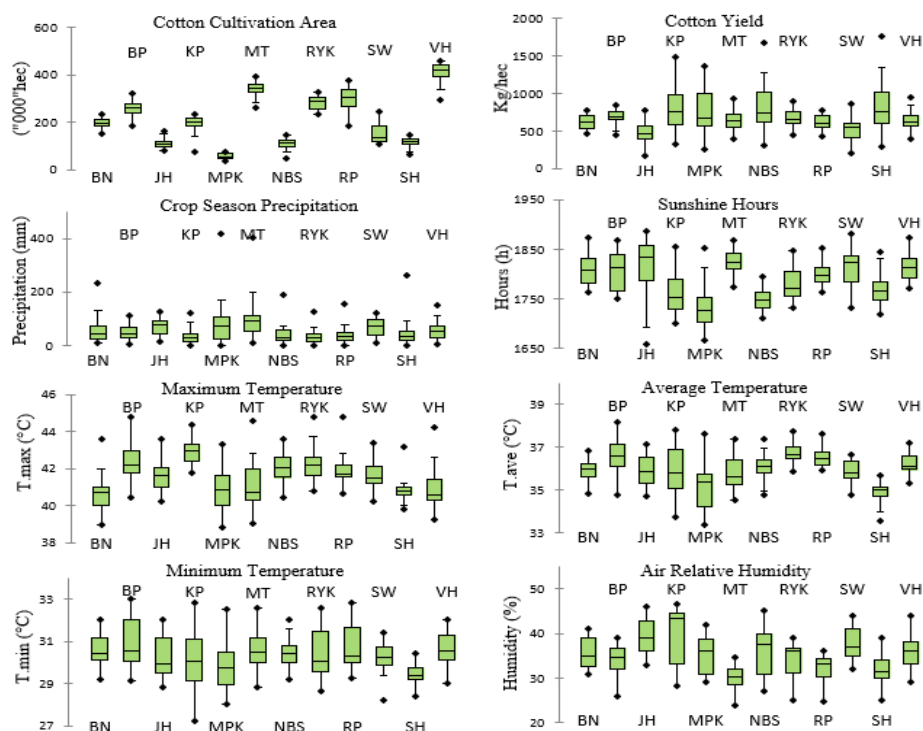 Cotton Cultivation Area
("000"hec)
600
400
200
0
BP KP MT RYK SW VH
BN JH MPK NBS RP SH
Cotton Yield
Kg/hec
2000
1500
1000
500
0
BP KP MT RYK SW VH
BN JH MPK NBS RP SH
Crop Season Precipitation
Precipitation (mm)
400
200
0
BP KP MT RYK SW VH
BN JH MPK NBS RP SH
Sunshine Hours
Hours (h)
1950
1850
1750
1650
BP KP MT RYK SW VH
BN JH MPK NBS RP SH
Maximum Temperature
T.max (°C)
46
44
42
40
38
BP KP MT RYK SW VH
BN JH MPK NBS RP SH
Average Temperature
T.ave (°C)
39
37
35
33
BP KP MT RYK SW VH
BN JH MPK NBS RP SH
Minimum Temperature
T.min (°C)
33
31
29
27
BP KP MT RYK SW VH
BN JH MPK NBS RP SH
Air Relative Humidity
Humidity (%)
50
40
30
20
BP KP MT RYK SW VH
BN JH MPK NBS RP SH